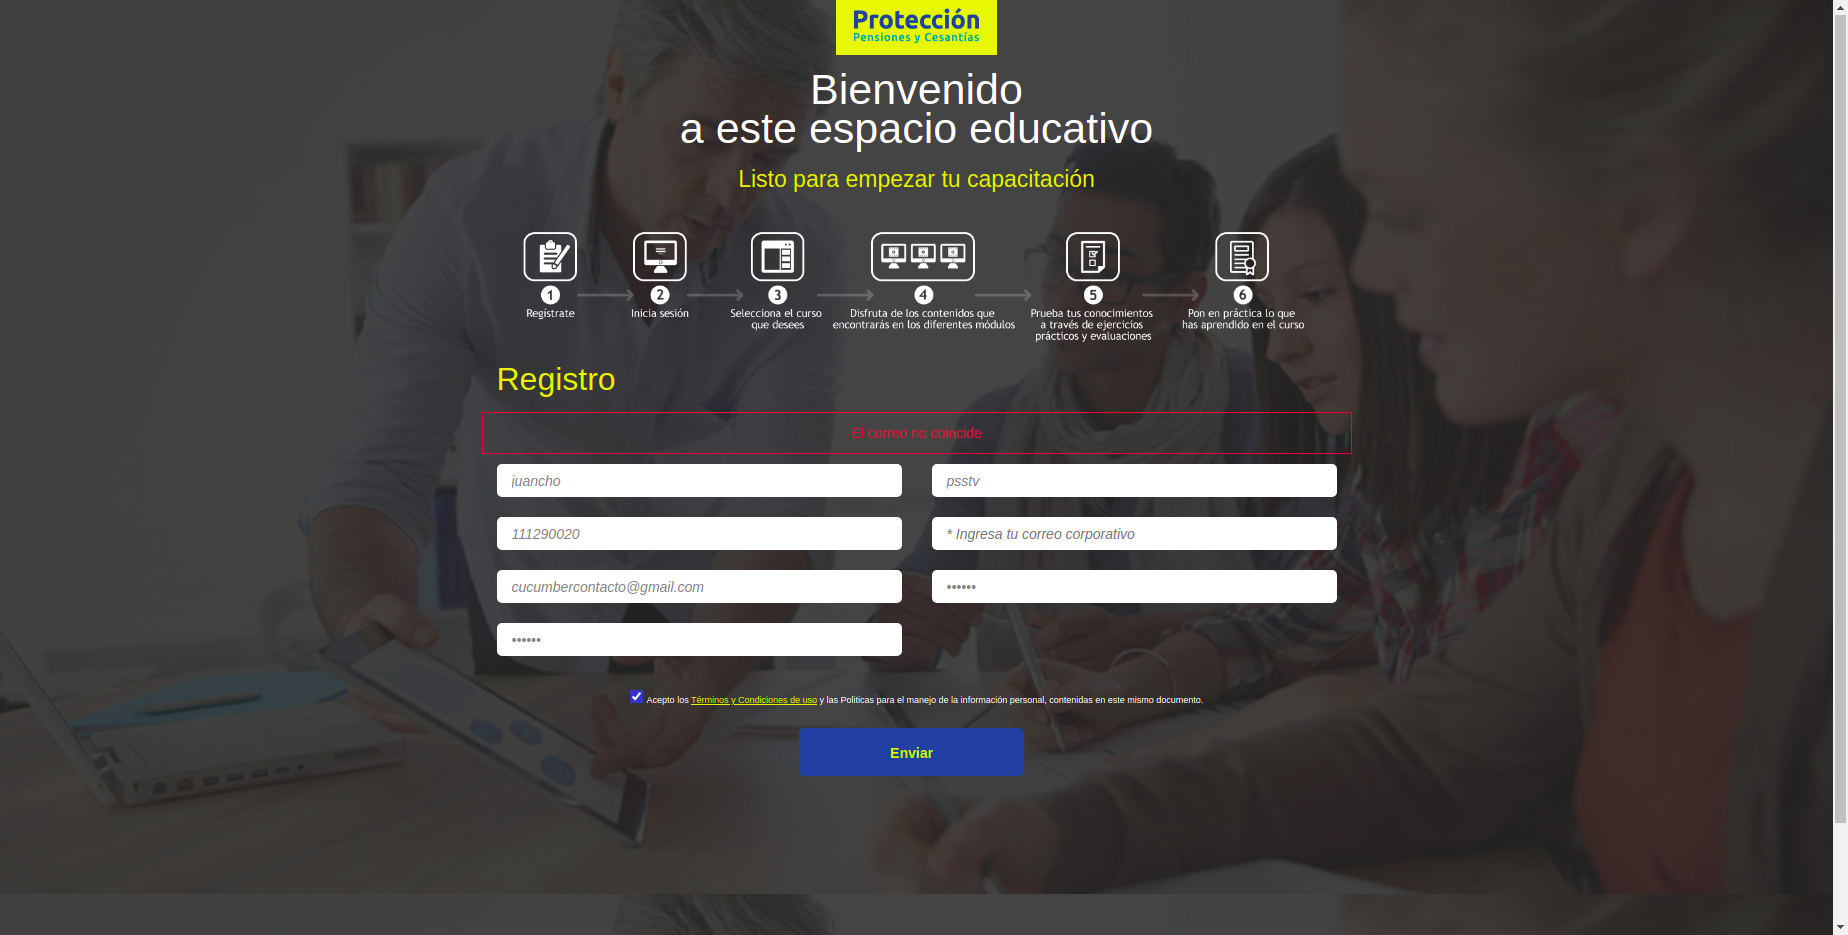 Protección
Pensiones y Cesantías
Bienvenido
a este espacio educativo
Listo para empezar tu capacitación
1
2
3
4
5
6
Regístrate
Inicia sesión
Selecciona el curso
que desees
Disfruta de los contenidos que
encontrarás en los diferentes módulos
Prueba tus conocimientos
a través de ejercicios
prácticos y evaluaciones
Pon en práctica lo que
has aprendido en el curso
Registro
El correo no coincide
juancho
psstv
111290020
* Ingresa tu correo corporativo
cucumbercontacto@gmail.com
••••••
••••••
Acepto los Términos y Condiciones de uso y las Politicas para el manejo de la información personal, contenidas en este mismo documento.
Enviar